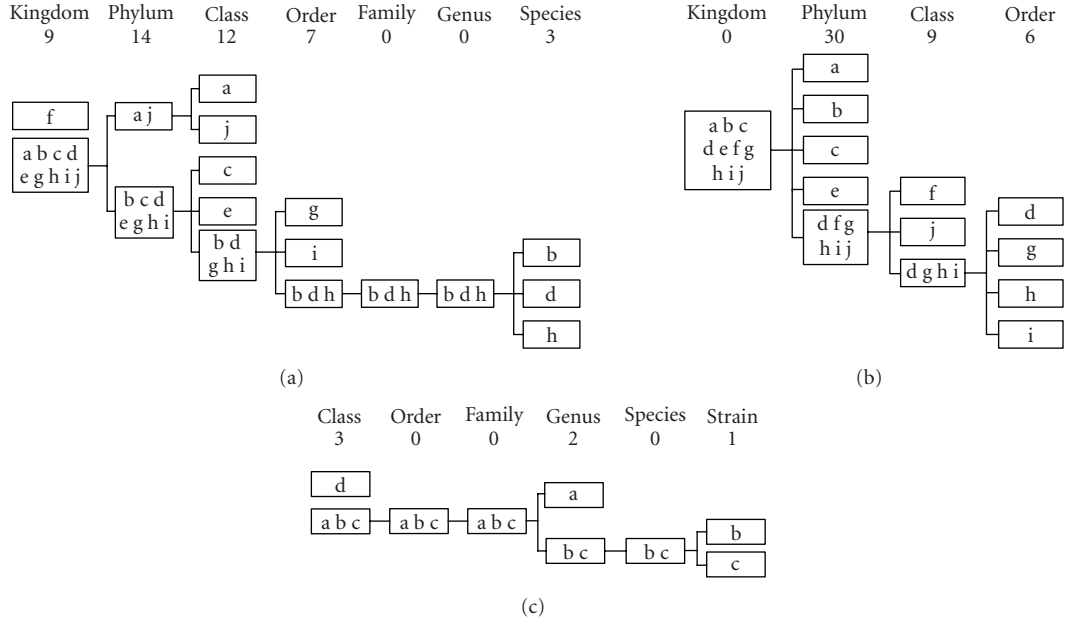 Kingdom Phylum Class Order Family Genus Species
9 14 12 7 0 0 3
f
a b c d
e g h i j
a j
b c d
e g h i
a
j
c
e
b d
g h i
g
i
b d h
b d h
b d h
b
d
h
(a)
Kingdom Phylum Class Order
0 30 9 6
a b c
d e f g
h i j
a
b
c
e
d f g
h i j
f
j
d g h i
d
g
h
i
(b)
Class Order Family Genus Species Strain
3 0 0 2 0 1
d
a b c
a b c
a b c
a
b c
b c
b
c
(c)